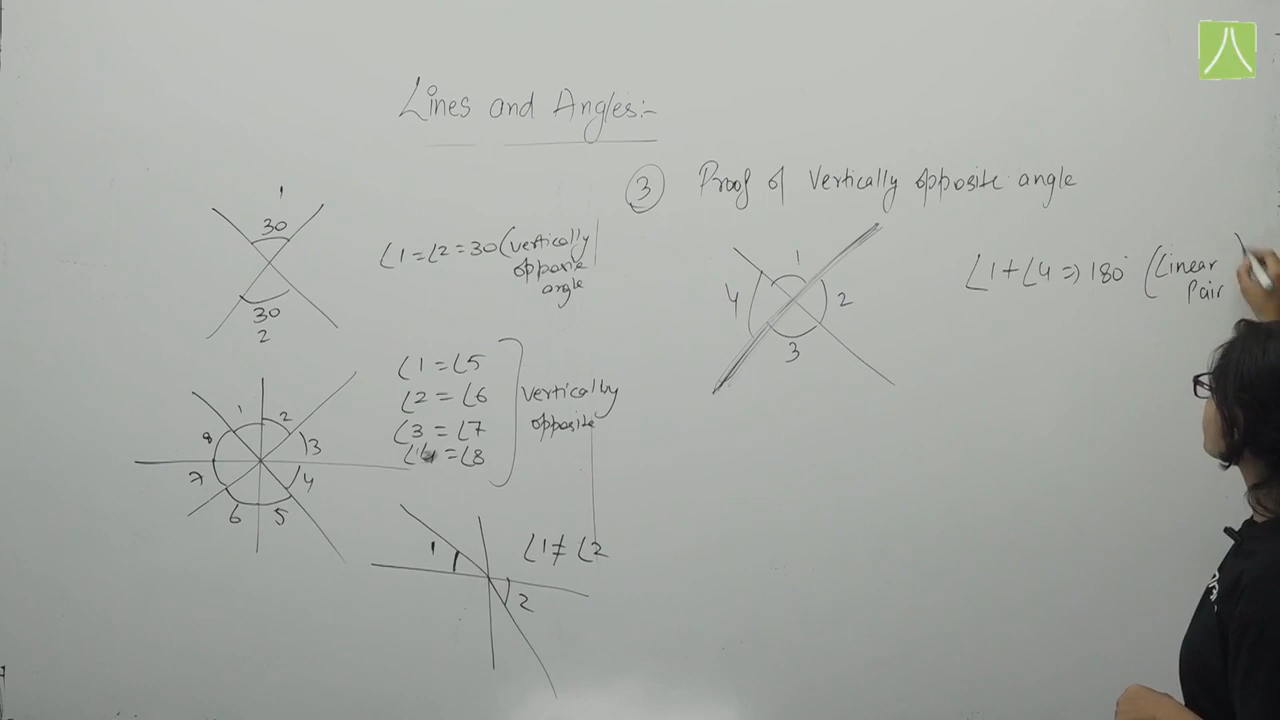 Lines and Angles:-
1
30
30
2
∠1=∠2=30 (vertically
opposite
angle
∠1=∠5
∠2=∠6
∠3=∠7
∠4=∠8
vertically
opposite
1
2
3
4
5
6
7
8
1
2
∠1≠∠2
3 Proof of vertically opposite angle
1
2
3
4
∠1+∠4=>180° (Linear
Pair